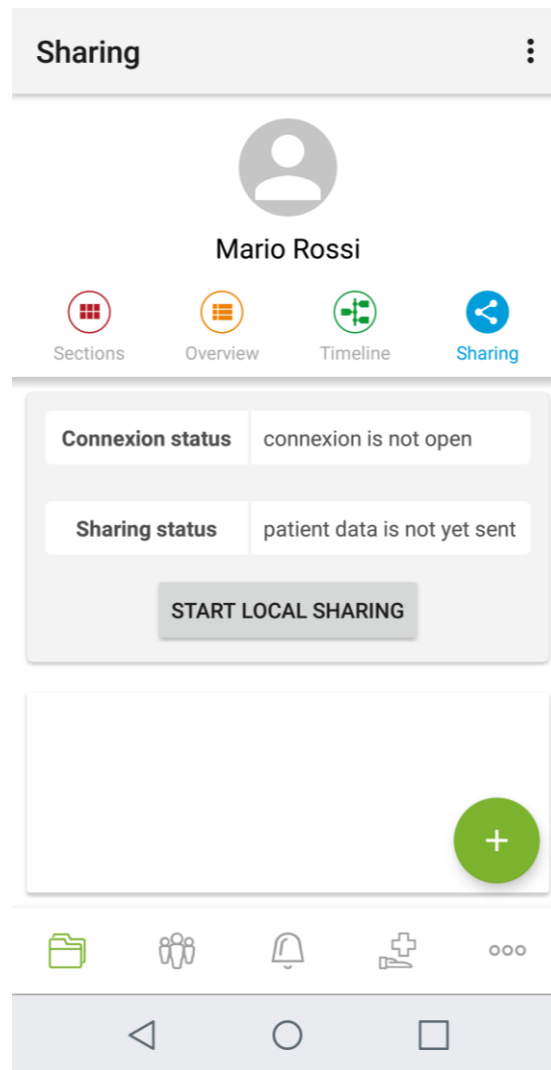 Sharing
Mario Rossi
Sections Overview Timeline Sharing
Connexion status connexion is not open
Sharing status patient data is not yet sent
START LOCAL SHARING